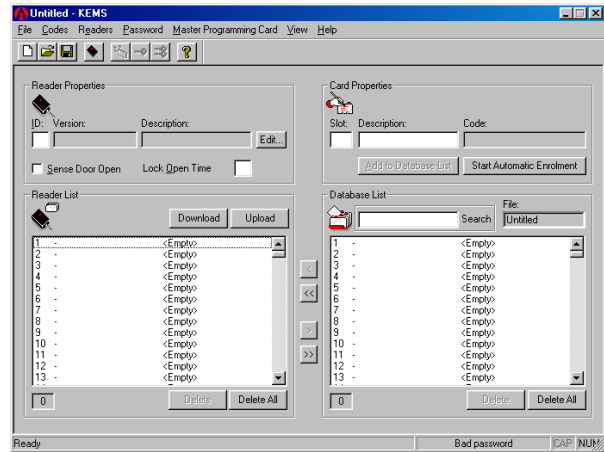 Untitled - KEMS
File Codes Readers Password Master Programming Card View Help
Reader Properties
ID: Version: Description:
Edit...
Sense Door Open Lock Open Time
Card Properties
Slot: Description: Code:
Add to Database List Start Automatic Enrolment
Reader List
Download Upload
1 - <Empty>
2 - <Empty>
3 - <Empty>
4 - <Empty>
5 - <Empty>
6 - <Empty>
7 - <Empty>
8 - <Empty>
9 - <Empty>
10 - <Empty>
11 - <Empty>
12 - <Empty>
13 - <Empty>
0 Delete Delete All
<
<<
>
>>
Database List
File:
Search Untitled
1 - <Empty>
2 - <Empty>
3 - <Empty>
4 - <Empty>
5 - <Empty>
6 - <Empty>
7 - <Empty>
8 - <Empty>
9 - <Empty>
10 - <Empty>
11 - <Empty>
12 - <Empty>
13 - <Empty>
0 Delete Delete All
Ready Bad password CAP NUM